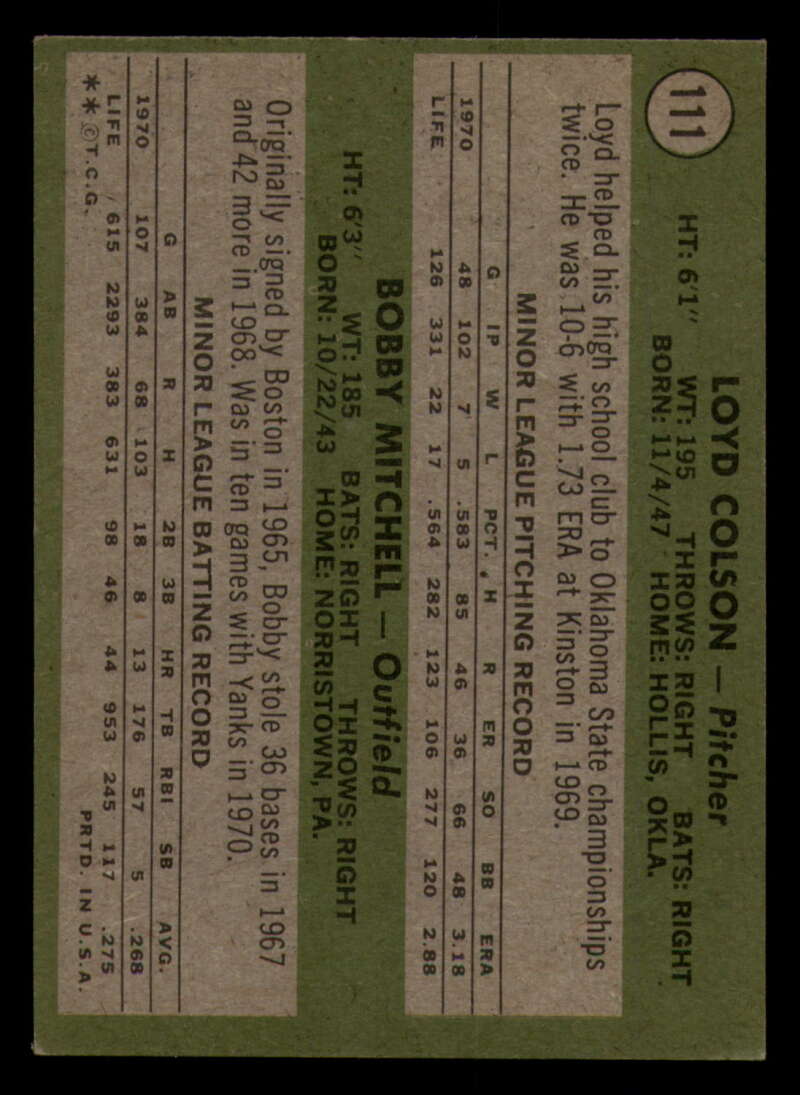 111
LOYD COLSON — Pitcher
HT: 6'1" WT: 195 THROWS: RIGHT BATS: RIGHT
BORN: 11/4/47 HOME: HOLLIS, OKLA.
Loyd helped his high school club to Oklahoma State championships
twice. He was 10-6 with 1.73 ERA at Kinston in 1969.
MINOR LEAGUE PITCHING RECORD
G IP W L PCT. H R ER SO BB ERA
1970 48 102 7 5 .583 85 46 36 66 48 3.18
LIFE 126 331 22 17 .564 282 123 106 277 120 2.88
BOBBY MITCHELL — Outfield
HT: 6'3" WT: 185 BATS: RIGHT THROWS: RIGHT
BORN: 10/22/43 HOME: NORRISTOWN, PA.
Originally signed by Boston in 1965, Bobby stole 36 bases in 1967
and 42 more in 1968. Was in ten games with Yanks in 1970.
MINOR LEAGUE BATTING RECORD
G AB R H 2B 3B HR TB RBI SB AVG.
1970 107 384 68 103 18 8 13 176 57 5 .268
LIFE 615 2293 383 631 98 46 44 953 245 117 .275
**©T.C.G. PRTD. IN U.S.A.